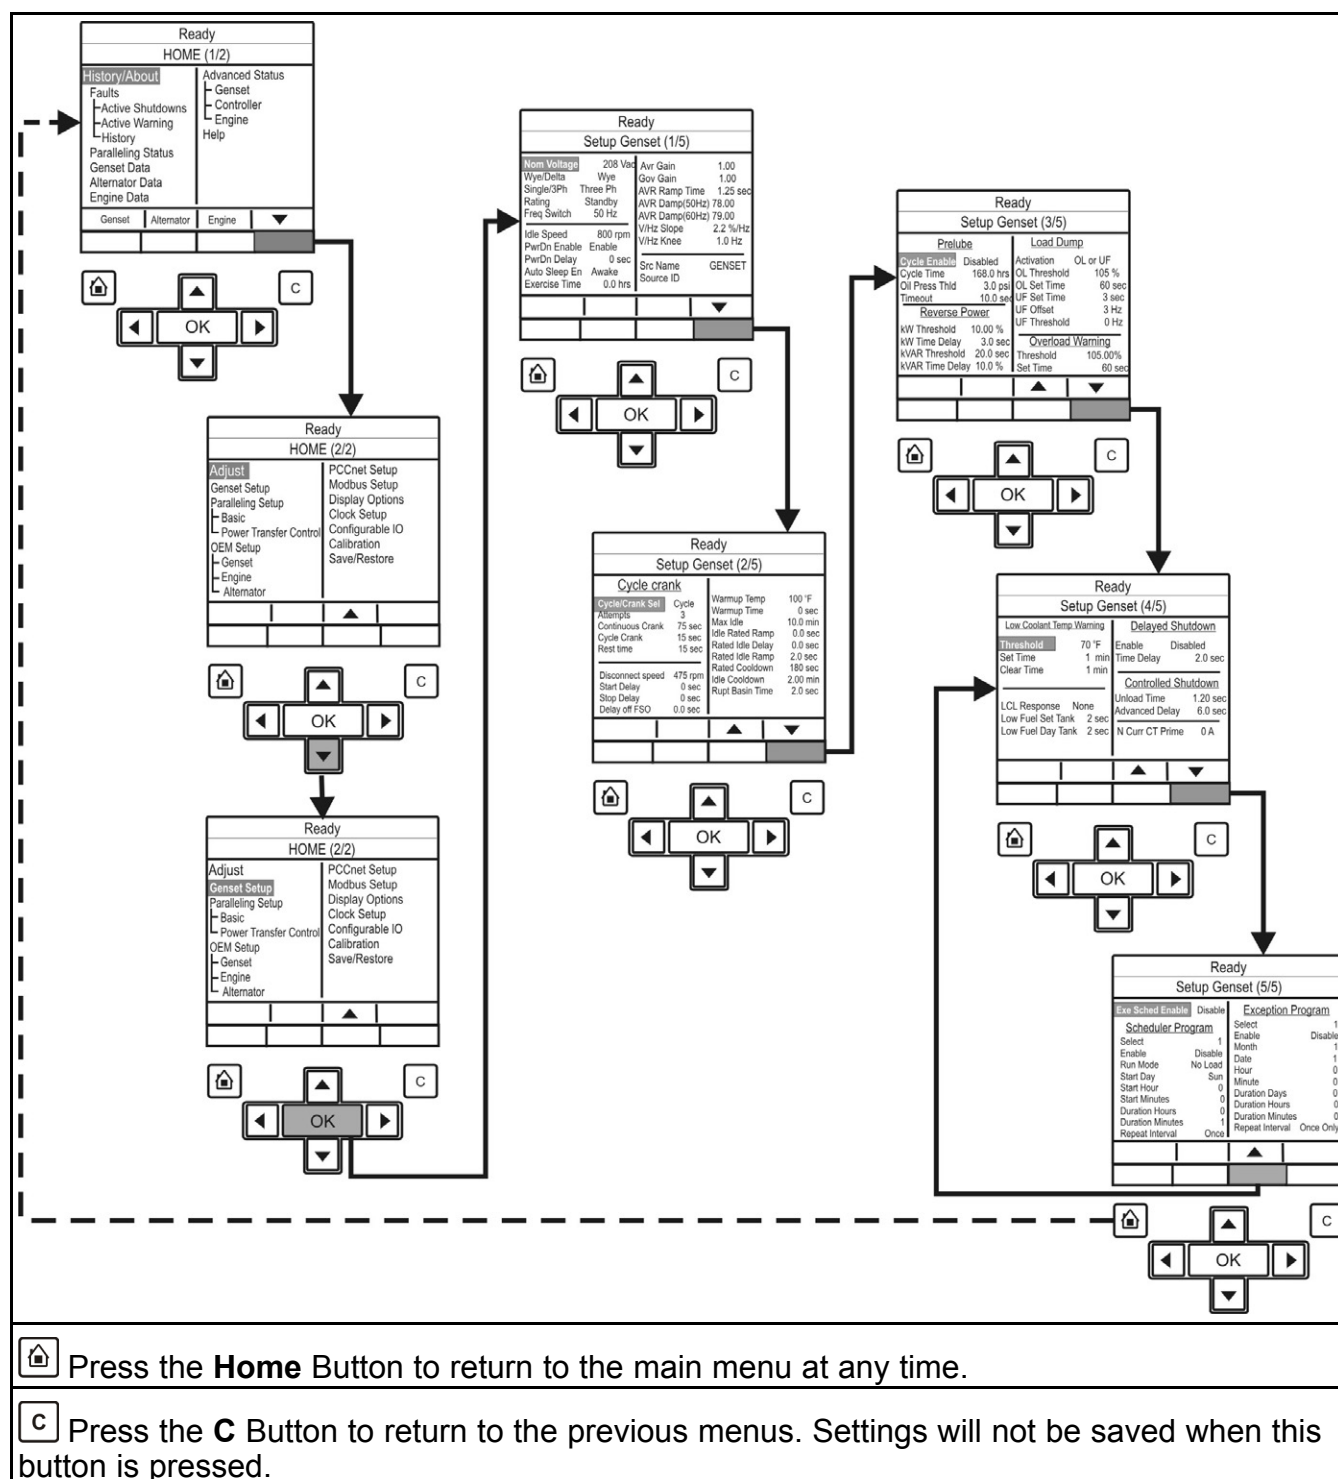 Ready
HOME (1/2)
History/About
Faults
Active Shutdowns
Active Warning
History
Paralleling Status
Genset Data
Alternator Data
Engine Data
Advanced Status
Genset
Controller
Engine
Help
Genset Alternator Engine
C
OK
Ready
HOME (2/2)
Adjust
Genset Setup
Paralleling Setup
Basic
Power Transfer Control
OEM Setup
Genset
Engine
Alternator
PCCnet Setup
Modbus Setup
Display Options
Clock Setup
Configurable IO
Calibration
Save/Restore
C
OK
Ready
HOME (2/2)
Adjust
Genset Setup
Paralleling Setup
Basic
Power Transfer Control
OEM Setup
Genset
Engine
Alternator
PCCnet Setup
Modbus Setup
Display Options
Clock Setup
Configurable IO
Calibration
Save/Restore
C
OK
Ready
Setup Genset (1/5)
Nom Voltage 208 Vac
Wye/Delta Wye
Single/3Ph Three Ph
Rating Standby
Freq Switch 50 Hz
Idle Speed 800 rpm
PwrDn Enable Enable
PwrDn Delay 0 sec
Auto Sleep En Awake
Exercise Time 0.0 hrs
Avr Gain 1.00
Gov Gain 1.00
AVR Ramp Time 1.25 sec
AVR Damp(50Hz) 78.00
AVR Damp(60Hz) 79.00
V/Hz Slope 2.2 %/Hz
V/Hz Knee 1.0 Hz
Src Name GENSET
Source ID
C
OK
Ready
Setup Genset (2/5)
Cycle crank
Cycle/Crank Sel Cycle
Attempts 3
Continuous Crank 75 sec
Cycle Crank 15 sec
Rest time 15 sec
Disconnect speed 475 rpm
Start Delay 0 sec
Stop Delay 0 sec
Delay off FSO 0.0 sec
Warmup Temp 100 °F
Warmup Time 0 sec
Max Idle 10.0 min
Idle Rated Ramp 0.0 sec
Rated Idle Delay 0.0 sec
Rated Idle Ramp 2.0 sec
Rated Cooldown 180 sec
Idle Cooldown 2.00 min
Rupt Basin Time 2.0 sec
C
OK
Ready
Setup Genset (3/5)
Prelube
Cycle Enable Disabled
Cycle Time 168.0 hrs
Oil Press Thld 3.0 psi
Timeout 10.0 sec
Reverse Power
kW Threshold 10.00 %
kW Time Delay 3.0 sec
kVAR Threshold 20.0 sec
kVAR Time Delay 10.0 %
Load Dump
Activation OL or UF
OL Threshold 105 %
OL Set Time 60 sec
UF Set Time 3 sec
UF Offset 3 Hz
UF Threshold 0 Hz
Overload Warning
Threshold 105.00%
Set Time 60 sec
C
OK
Ready
Setup Genset (4/5)
Low Coolant Temp Warning
Threshold 70 °F
Set Time 1 min
Clear Time 1 min
LCL Response None
Low Fuel Set Tank 2 sec
Low Fuel Day Tank 2 sec
Delayed Shutdown
Enable Disabled
Time Delay 2.0 sec
Controlled Shutdown
Unload Time 1.20 sec
Advanced Delay 6.0 sec
N Curr CT Prime 0 A
C
OK
Ready
Setup Genset (5/5)
Exe Sched Enable Disable
Scheduler Program
Select 1
Enable Disable
Run Mode No Load
Start Day Sun
Start Hour 0
Start Minutes 0
Duration Hours 0
Duration Minutes 1
Repeat Interval Once
Exception Program
Select 1
Enable Disable
Month 1
Date 1
Hour 0
Minute 0
Duration Days 0
Duration Hours 0
Duration Minutes 0
Repeat Interval Once Only
C
OK
Press the Home Button to return to the main menu at any time.
C Press the C Button to return to the previous menus. Settings will not be saved when this
button is pressed.